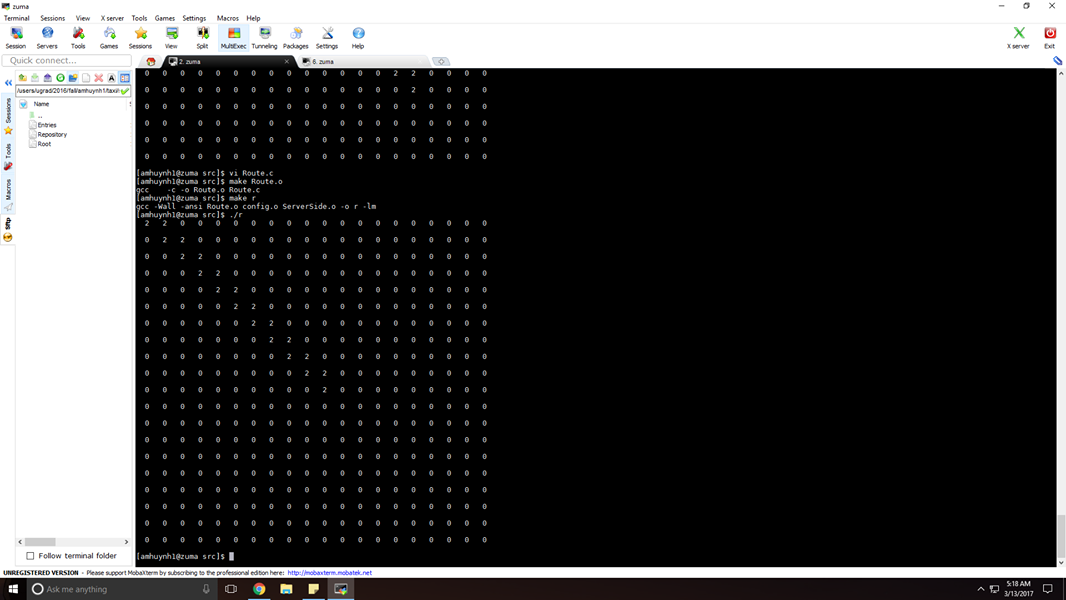 zuma
Terminal Sessions View X server Tools Games Settings Macros Help
Session Servers Tools Games Sessions View Split MultiExec Tunneling Packages Settings Help X server Exit
Quick connect...
2. zuma
6. zuma
/users/ugrad/2016/fall/amhuynh1/taxi/
Name
..
Entries
Repository
Root
Sessions
Tools
Macros
Sftp
0 0 0 0 0 0 0 0 0 0 0 0 0 0 2 2 0 0 0 0
0 0 0 0 0 0 0 0 0 0 0 0 0 0 0 2 0 0 0 0
0 0 0 0 0 0 0 0 0 0 0 0 0 0 0 0 0 0 0 0
0 0 0 0 0 0 0 0 0 0 0 0 0 0 0 0 0 0 0 0
0 0 0 0 0 0 0 0 0 0 0 0 0 0 0 0 0 0 0 0
0 0 0 0 0 0 0 0 0 0 0 0 0 0 0 0 0 0 0 0
[amhuynh1@zuma src]$ vi Route.c
[amhuynh1@zuma src]$ make Route.o
gcc -c -o Route.o Route.c
[amhuynh1@zuma src]$ make r
gcc -Wall -ansi Route.o config.o ServerSide.o -o r -lm
[amhuynh1@zuma src]$ ./r
2 2 0 0 0 0 0 0 0 0 0 0 0 0 0 0 0 0 0 0
0 2 2 0 0 0 0 0 0 0 0 0 0 0 0 0 0 0 0 0
0 0 2 2 0 0 0 0 0 0 0 0 0 0 0 0 0 0 0 0
0 0 0 2 2 0 0 0 0 0 0 0 0 0 0 0 0 0 0 0
0 0 0 0 2 2 0 0 0 0 0 0 0 0 0 0 0 0 0 0
0 0 0 0 0 2 2 0 0 0 0 0 0 0 0 0 0 0 0 0
0 0 0 0 0 0 2 2 0 0 0 0 0 0 0 0 0 0 0 0
0 0 0 0 0 0 0 2 2 0 0 0 0 0 0 0 0 0 0 0
0 0 0 0 0 0 0 0 2 2 0 0 0 0 0 0 0 0 0 0
0 0 0 0 0 0 0 0 0 2 2 0 0 0 0 0 0 0 0 0
0 0 0 0 0 0 0 0 0 0 2 0 0 0 0 0 0 0 0 0
0 0 0 0 0 0 0 0 0 0 0 0 0 0 0 0 0 0 0 0
0 0 0 0 0 0 0 0 0 0 0 0 0 0 0 0 0 0 0 0
0 0 0 0 0 0 0 0 0 0 0 0 0 0 0 0 0 0 0 0
0 0 0 0 0 0 0 0 0 0 0 0 0 0 0 0 0 0 0 0
0 0 0 0 0 0 0 0 0 0 0 0 0 0 0 0 0 0 0 0
0 0 0 0 0 0 0 0 0 0 0 0 0 0 0 0 0 0 0 0
0 0 0 0 0 0 0 0 0 0 0 0 0 0 0 0 0 0 0 0
0 0 0 0 0 0 0 0 0 0 0 0 0 0 0 0 0 0 0 0
0 0 0 0 0 0 0 0 0 0 0 0 0 0 0 0 0 0 0 0
[amhuynh1@zuma src]$
Follow terminal folder
UNREGISTERED VERSION - Please support MobaXterm by subscribing to the professional edition here: http://mobaxterm.mobatek.net
Ask me anything
5:18 AM
3/13/2017